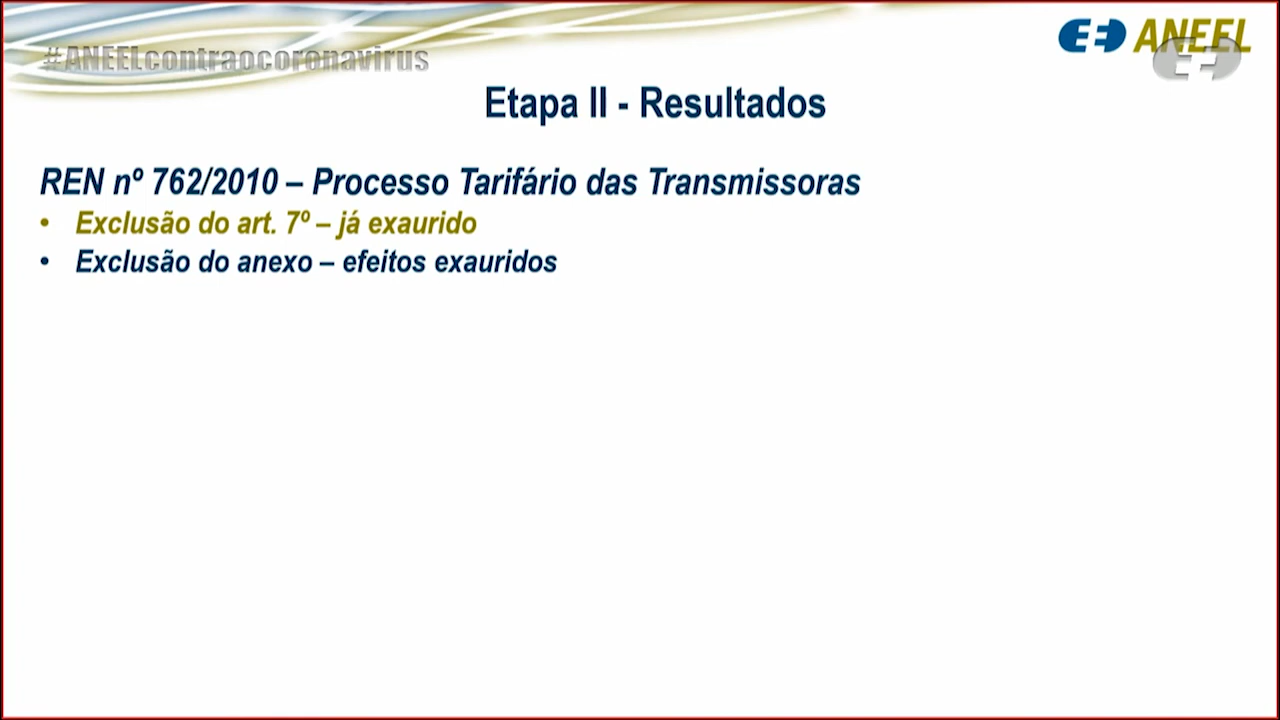 #ANEELcontraocoronavirus
ANEEL
Etapa II - Resultados
REN nº 762/2010 – Processo Tarifário das Transmissoras
• Exclusão do art. 7º – já exaurido
• Exclusão do anexo – efeitos exauridos